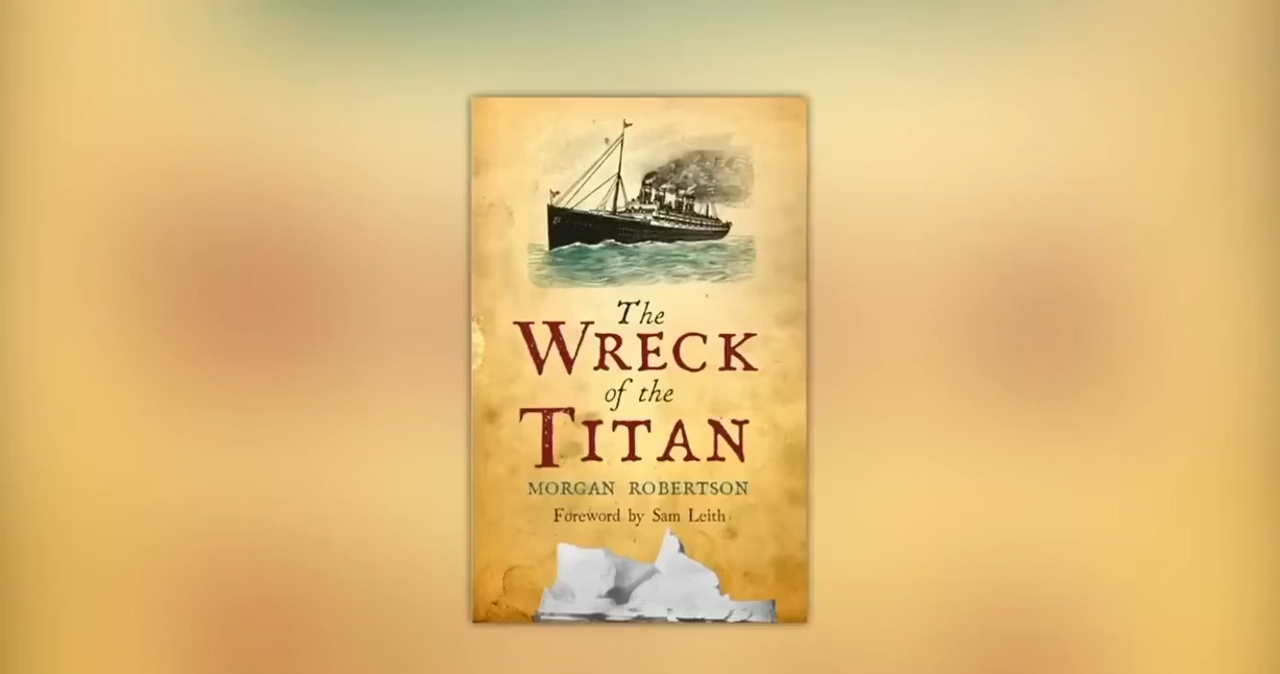 The
WRECK
of the
TITAN
MORGAN ROBERTSON
Foreword by Sam Leith